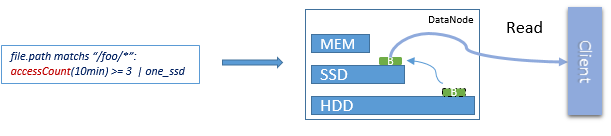 file.path matchs "/foo/*":
accessCount(10min) >= 3 | one_ssd
DataNode
MEM
SSD
HDD
B
B
Read
Client